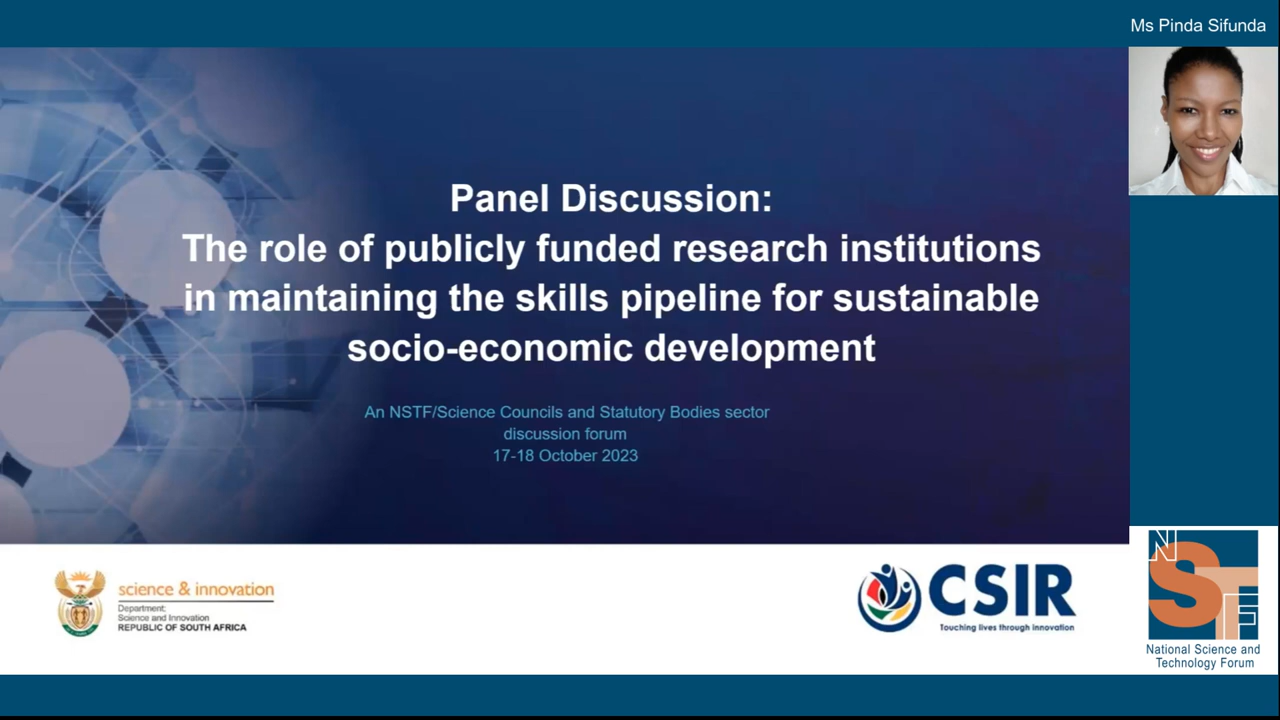 Ms Pinda Sifunda
Panel Discussion:
The role of publicly funded research institutions
in maintaining the skills pipeline for sustainable
socio-economic development
An NSTF/Science Councils and Statutory Bodies sector
discussion forum
17-18 October 2023
science & innovation
Department:
Science and Innovation
REPUBLIC OF SOUTH AFRICA
CSIR
Touching lives through innovation
NSTF
National Science and
Technology Forum